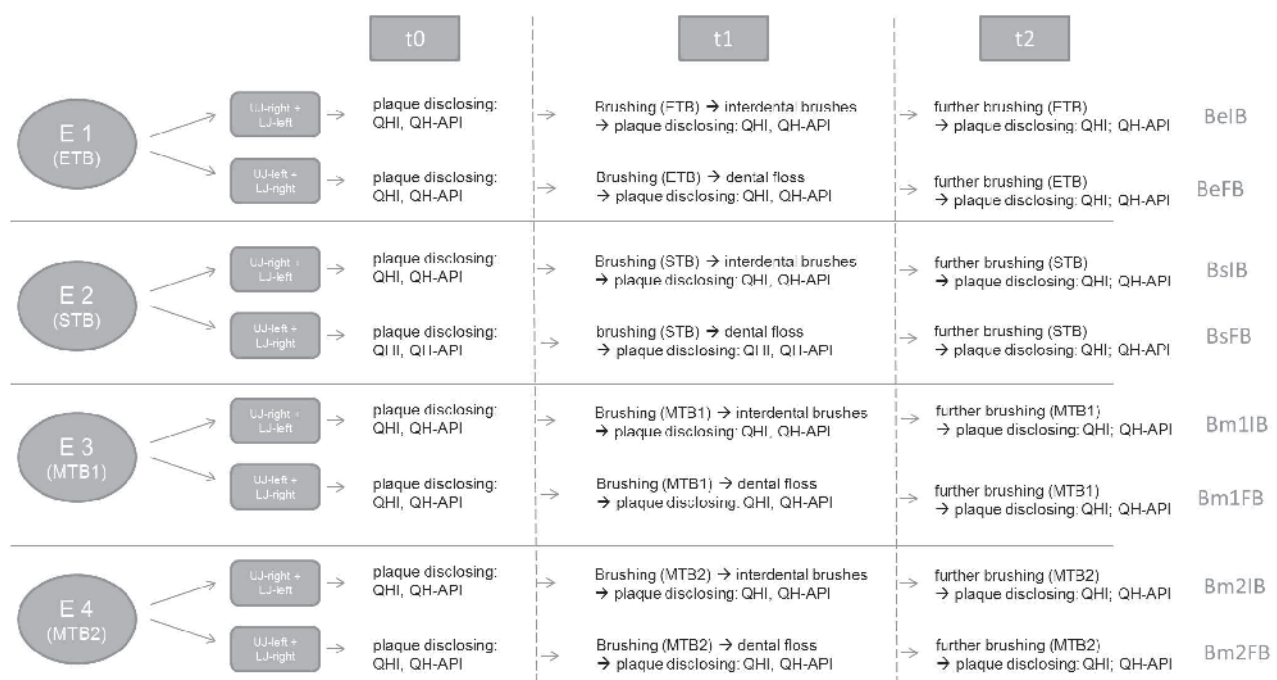 t0
t1
t2
E 1
(ETB)
UJ-right +
LJ-left
plaque disclosing:
QHI, QH-API
Brushing (ETB) → interdental brushes
→ plaque disclosing: QHI, QH-API
further brushing (ETB)
→ plaque disclosing: QHI; QH-API
BeIB
UJ-left +
LJ-right
plaque disclosing:
QHI, QH-API
Brushing (ETB) → dental floss
→ plaque disclosing: QHI, QH-API
further brushing (ETB)
→ plaque disclosing: QHI; QH-API
BeFB
E 2
(STB)
UJ-right +
LJ-left
plaque disclosing:
QHI, QH-API
Brushing (STB) → interdental brushes
→ plaque disclosing: QHI, QH-API
further brushing (STB)
→ plaque disclosing: QHI; QH-API
BsIB
UJ-left +
LJ-right
plaque disclosing:
QHI, QH-API
brushing (STB) → dental floss
→ plaque disclosing: QHI, QH-API
further brushing (STB)
→ plaque disclosing: QHI; QH-API
BsFB
E 3
(MTB1)
UJ-right +
LJ-left
plaque disclosing:
QHI, QH-API
Brushing (MTB1) → interdental brushes
→ plaque disclosing: QHI, QH-API
further brushing (MTB1)
→ plaque disclosing: QHI; QH-API
Bm1IB
UJ-left +
LJ-right
plaque disclosing:
QHI, QH-API
Brushing (MTB1) → dental floss
→ plaque disclosing: QHI, QH-API
further brushing (MTB1)
→ plaque disclosing: QHI; QH-API
Bm1FB
E 4
(MTB2)
UJ-right +
LJ-left
plaque disclosing:
QHI, QH-API
Brushing (MTB2) → interdental brushes
→ plaque disclosing: QHI, QH-API
further brushing (MTB2)
→ plaque disclosing: QHI; QH-API
Bm2IB
UJ-left +
LJ-right
plaque disclosing:
QHI, QH-API
Brushing (MTB2) → dental floss
→ plaque disclosing: QHI, QH-API
further brushing (MTB2)
→ plaque disclosing: QHI; QH-API
Bm2FB